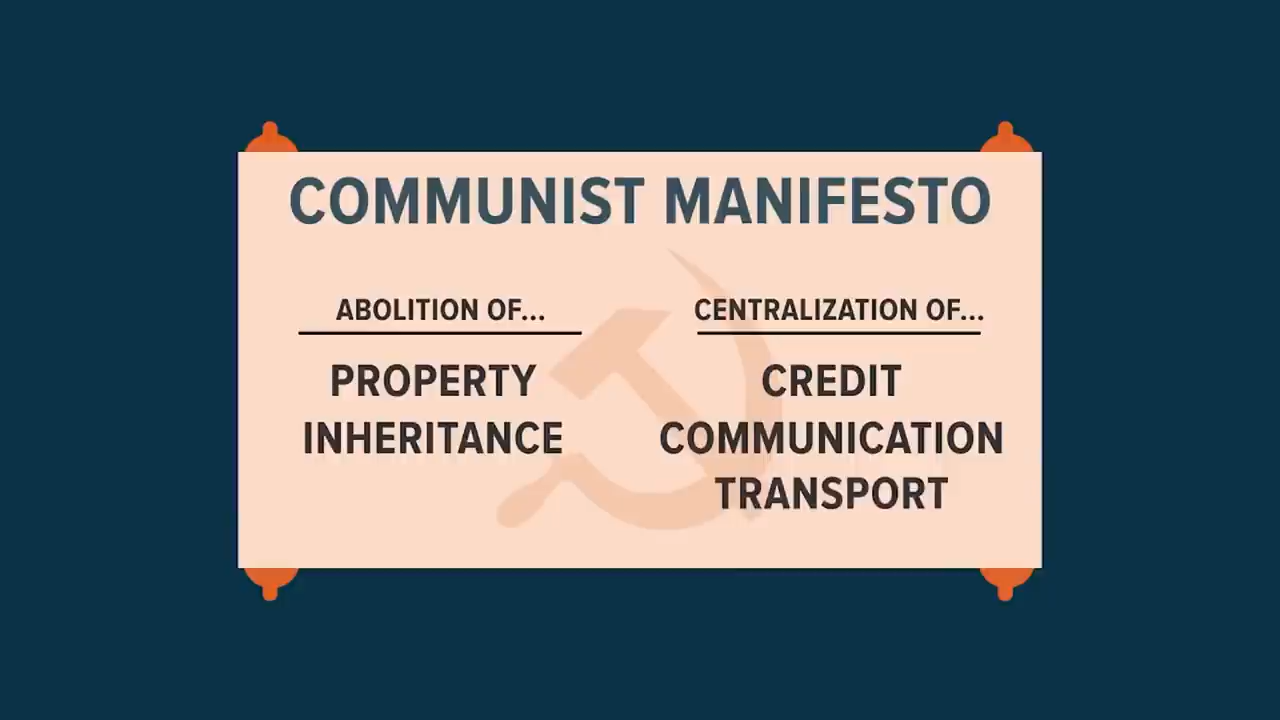 COMMUNIST MANIFESTO
ABOLITION OF...
PROPERTY
INHERITANCE
CENTRALIZATION OF...
CREDIT
COMMUNICATION
TRANSPORT